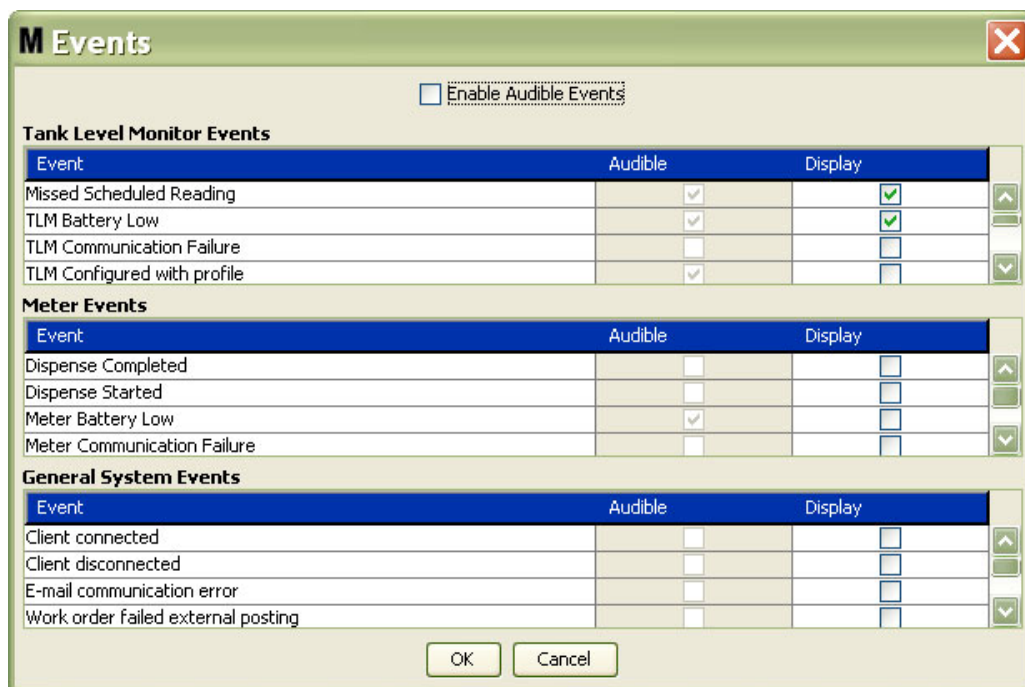 M Events
Enable Audible Events
Tank Level Monitor Events
Event Audible Display
Missed Scheduled Reading
TLM Battery Low
TLM Communication Failure
TLM Configured with profile
Meter Events
Event Audible Display
Dispense Completed
Dispense Started
Meter Battery Low
Meter Communication Failure
General System Events
Event Audible Display
Client connected
Client disconnected
E-mail communication error
Work order failed external posting
OK Cancel